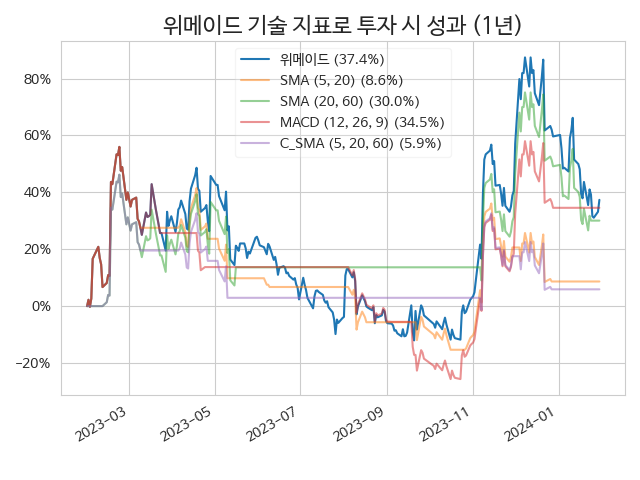 위메이드 기술 지표로 투자 시 성과 (1년)
위메이드 (37.4%)
SMA (5, 20) (8.6%)
SMA (20, 60) (30.0%)
MACD (12, 26, 9) (34.5%)
C_SMA (5, 20, 60) (5.9%)
80%
60%
40%
20%
0%
−20%
2023-03
2023-05
2023-07
2023-09
2023-11
2024-01